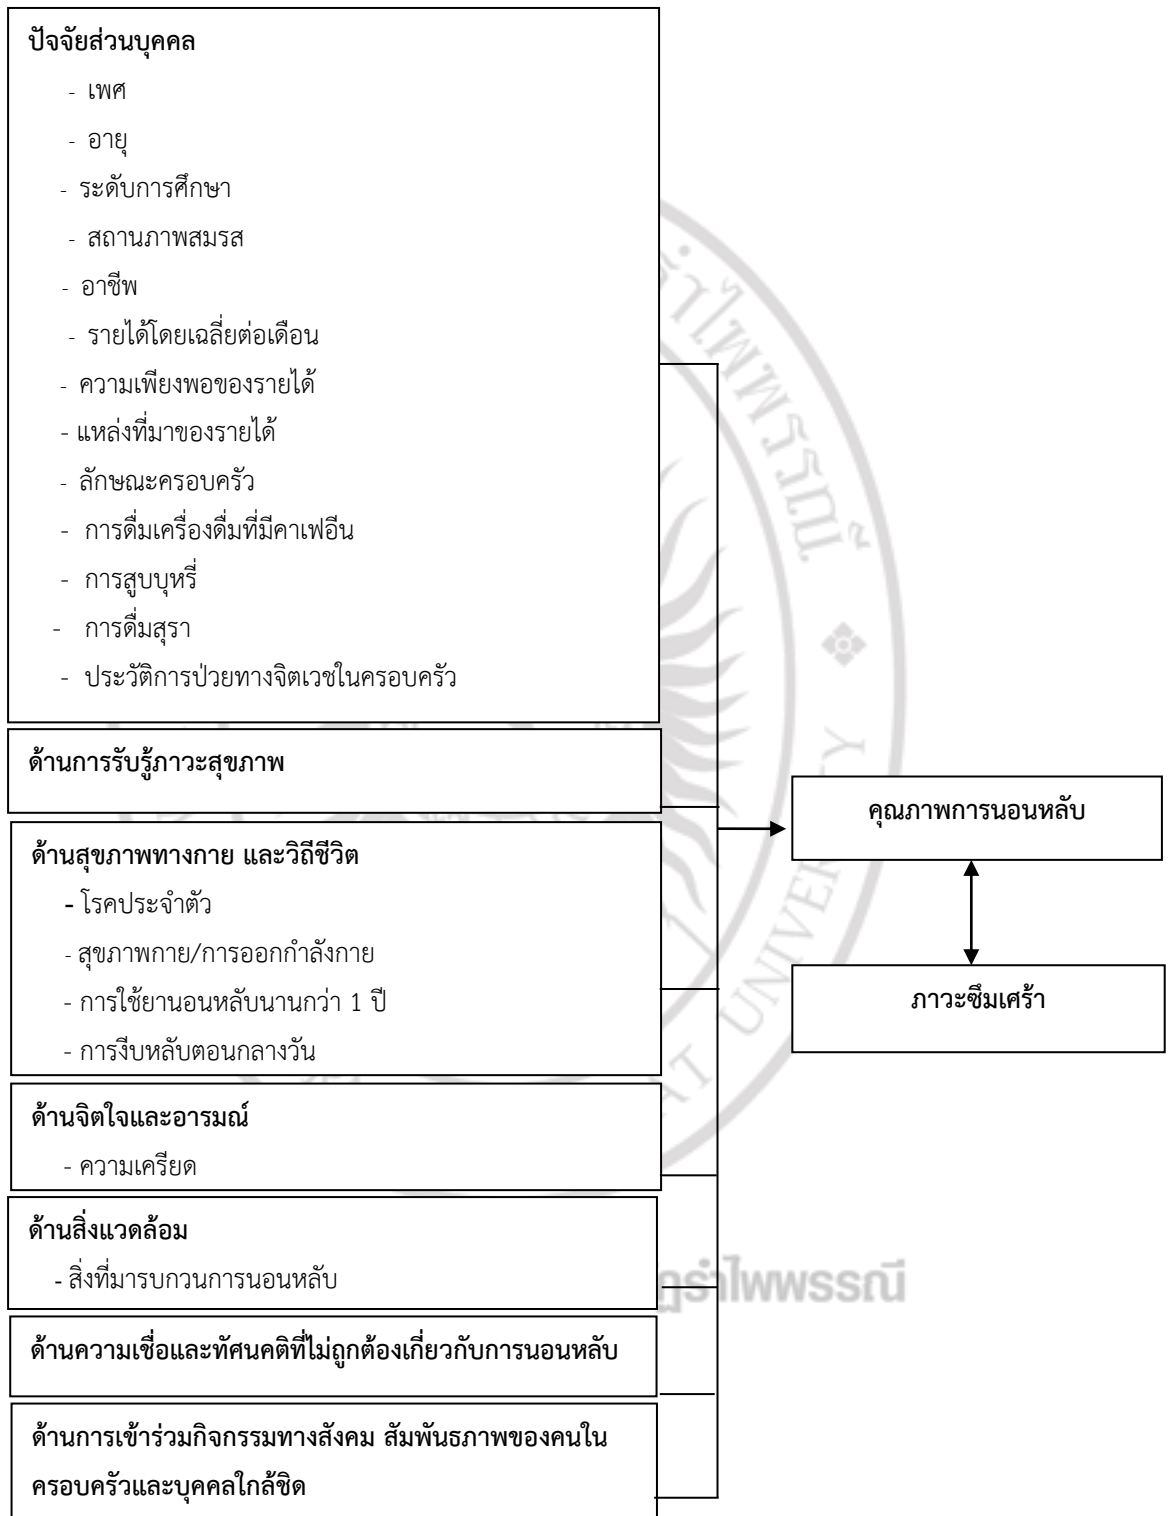 ปัจจัยส่วนบุคคล
- เพศ
- อายุ
- ระดับการศึกษา
- สถานภาพสมรส
- อาชีพ
- รายได้โดยเฉลี่ยต่อเดือน
- ความเพียงพอของรายได้
- แหล่งที่มาของรายได้
- ลักษณะครอบครัว
- การดื่มเครื่องดื่มที่มีคาเฟอีน
- การสูบบุหรี่
- การดื่มสุรา
- ประวัติการป่วยทางจิตเวชในครอบครัว
ด้านการรับรู้ภาวะสุขภาพ
ด้านสุขภาพทางกาย และวิถีชีวิต
- โรคประจำตัว
- สุขภาพกาย/การออกกำลังกาย
- การใช้ยานอนหลับนานกว่า 1 ปี
- การงีบหลับตอนกลางวัน
ด้านจิตใจและอารมณ์
- ความเครียด
ด้านสิ่งแวดล้อม
- สิ่งที่มารบกวนการนอนหลับ
ด้านความเชื่อและทัศนคติที่ไม่ถูกต้องเกี่ยวกับการนอนหลับ
ด้านการเข้าร่วมกิจกรรมทางสังคม สัมพันธภาพของคนใน
ครอบครัวและบุคคลใกล้ชิด
คุณภาพการนอนหลับ
ภาวะซึมเศร้า